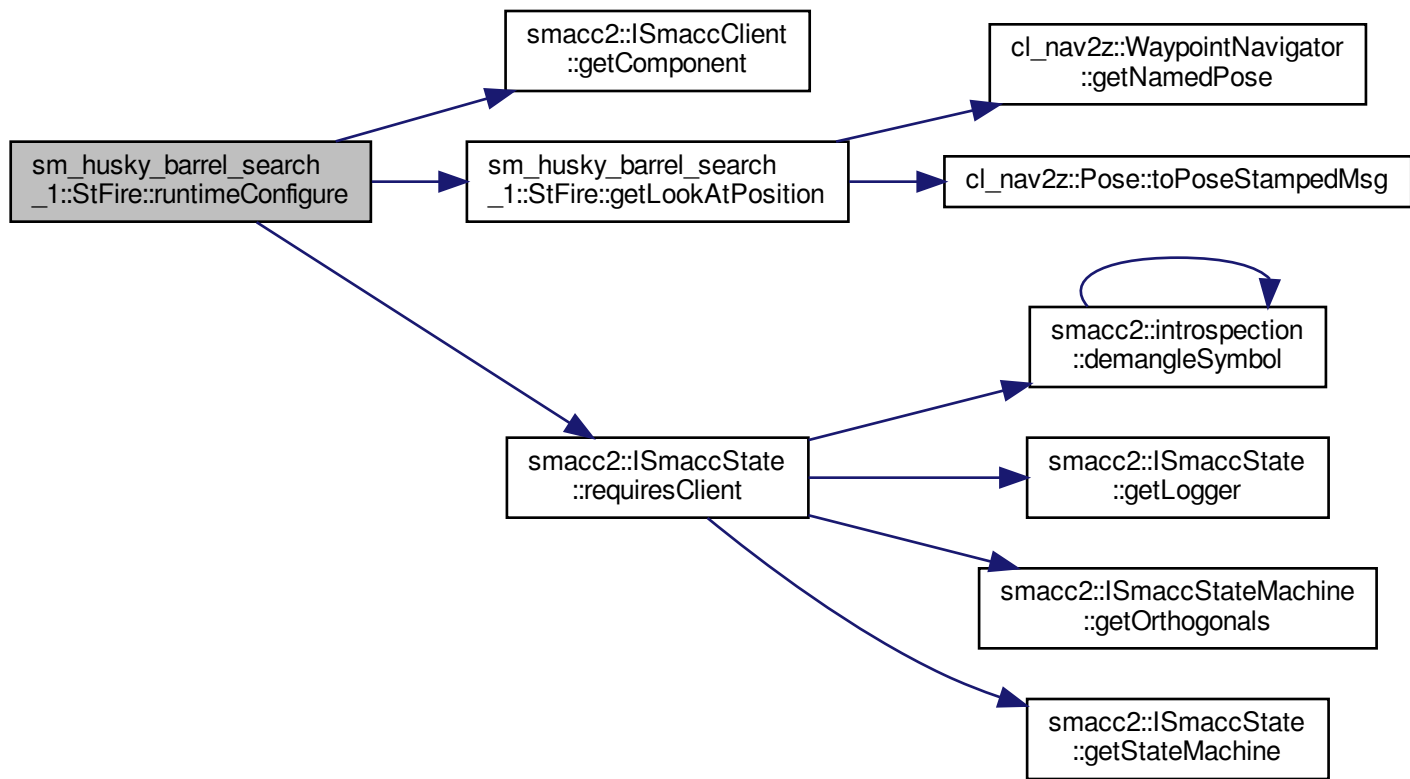 sm_husky_barrel_search
_1::StFire::runtimeConfigure
smacc2::ISmaccClient
::getComponent
sm_husky_barrel_search
_1::StFire::getLookAtPosition
cl_nav2z::WaypointNavigator
::getNamedPose
cl_nav2z::Pose::toPoseStampedMsg
smacc2::ISmaccState
::requiresClient
smacc2::introspection
::demangleSymbol
smacc2::ISmaccState
::getLogger
smacc2::ISmaccStateMachine
::getOrthogonals
smacc2::ISmaccState
::getStateMachine